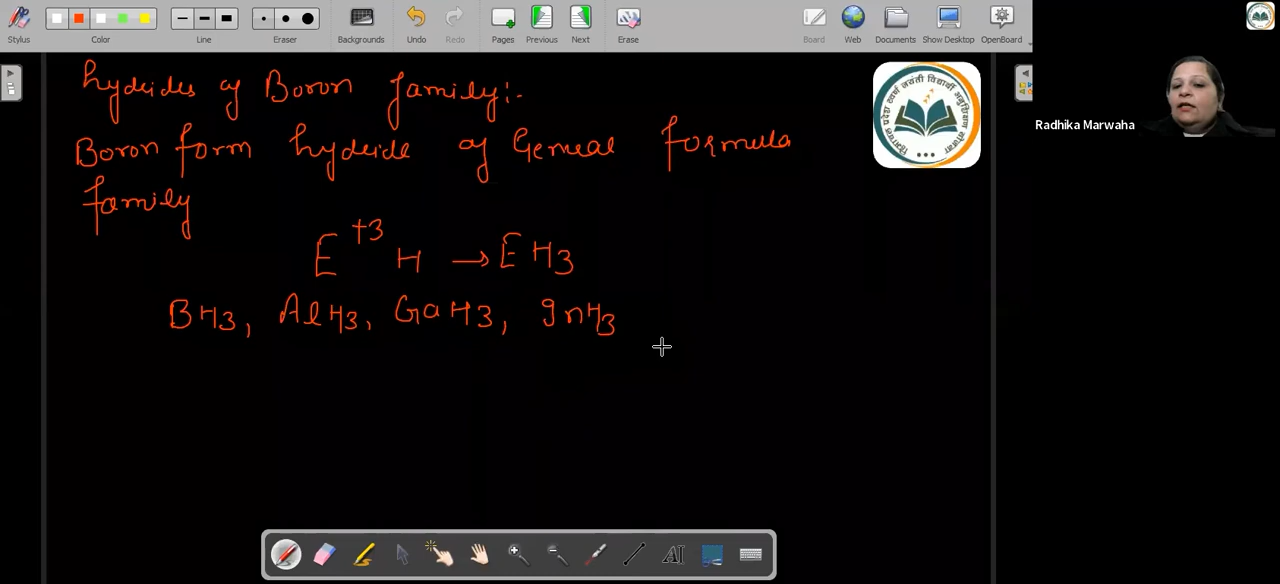 Stylus Color Line Eraser Backgrounds Undo Redo Pages Previous Next Erase Board Web Documents Show Desktop OpenBoard
hydrides of Boron family:-
Boron form hydride of General formula
family
E+3 H → EH3
BH3, AlH3, GaH3, InH3
Radhika Marwaha